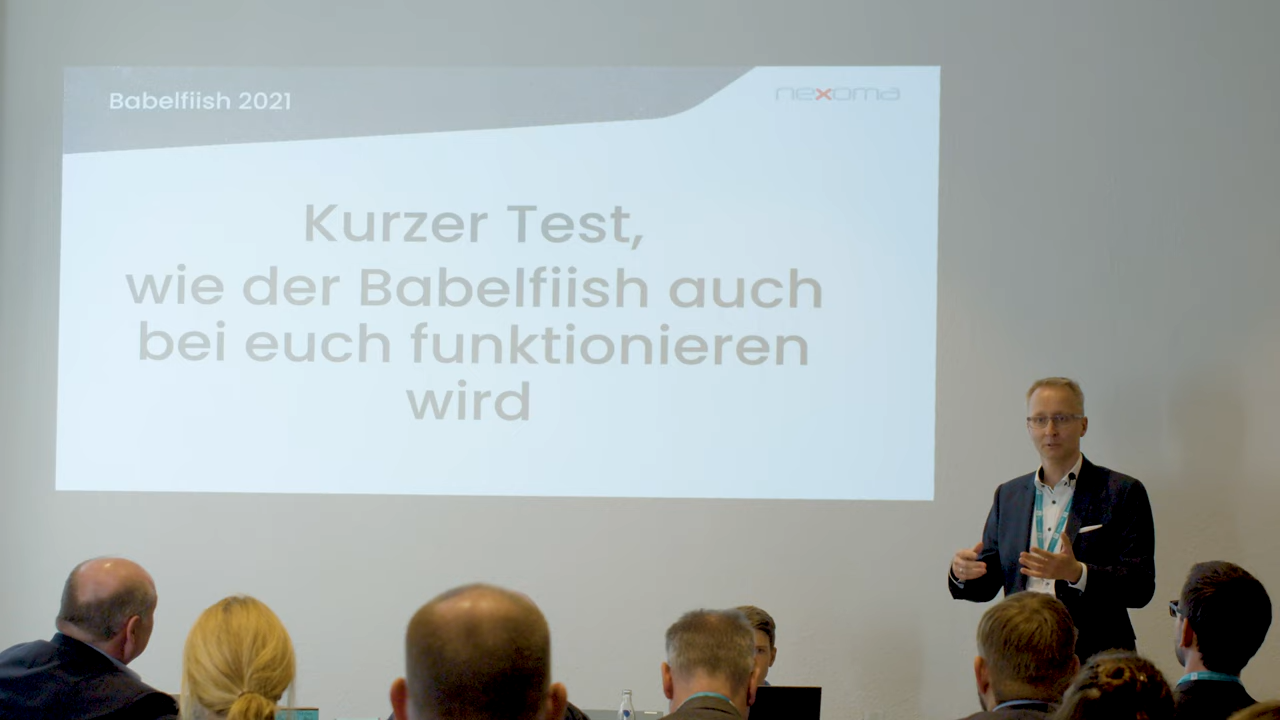 Babelfiish 2021
nexoma
Kurzer Test,
wie der Babelfiish auch
bei euch funktionieren
wird